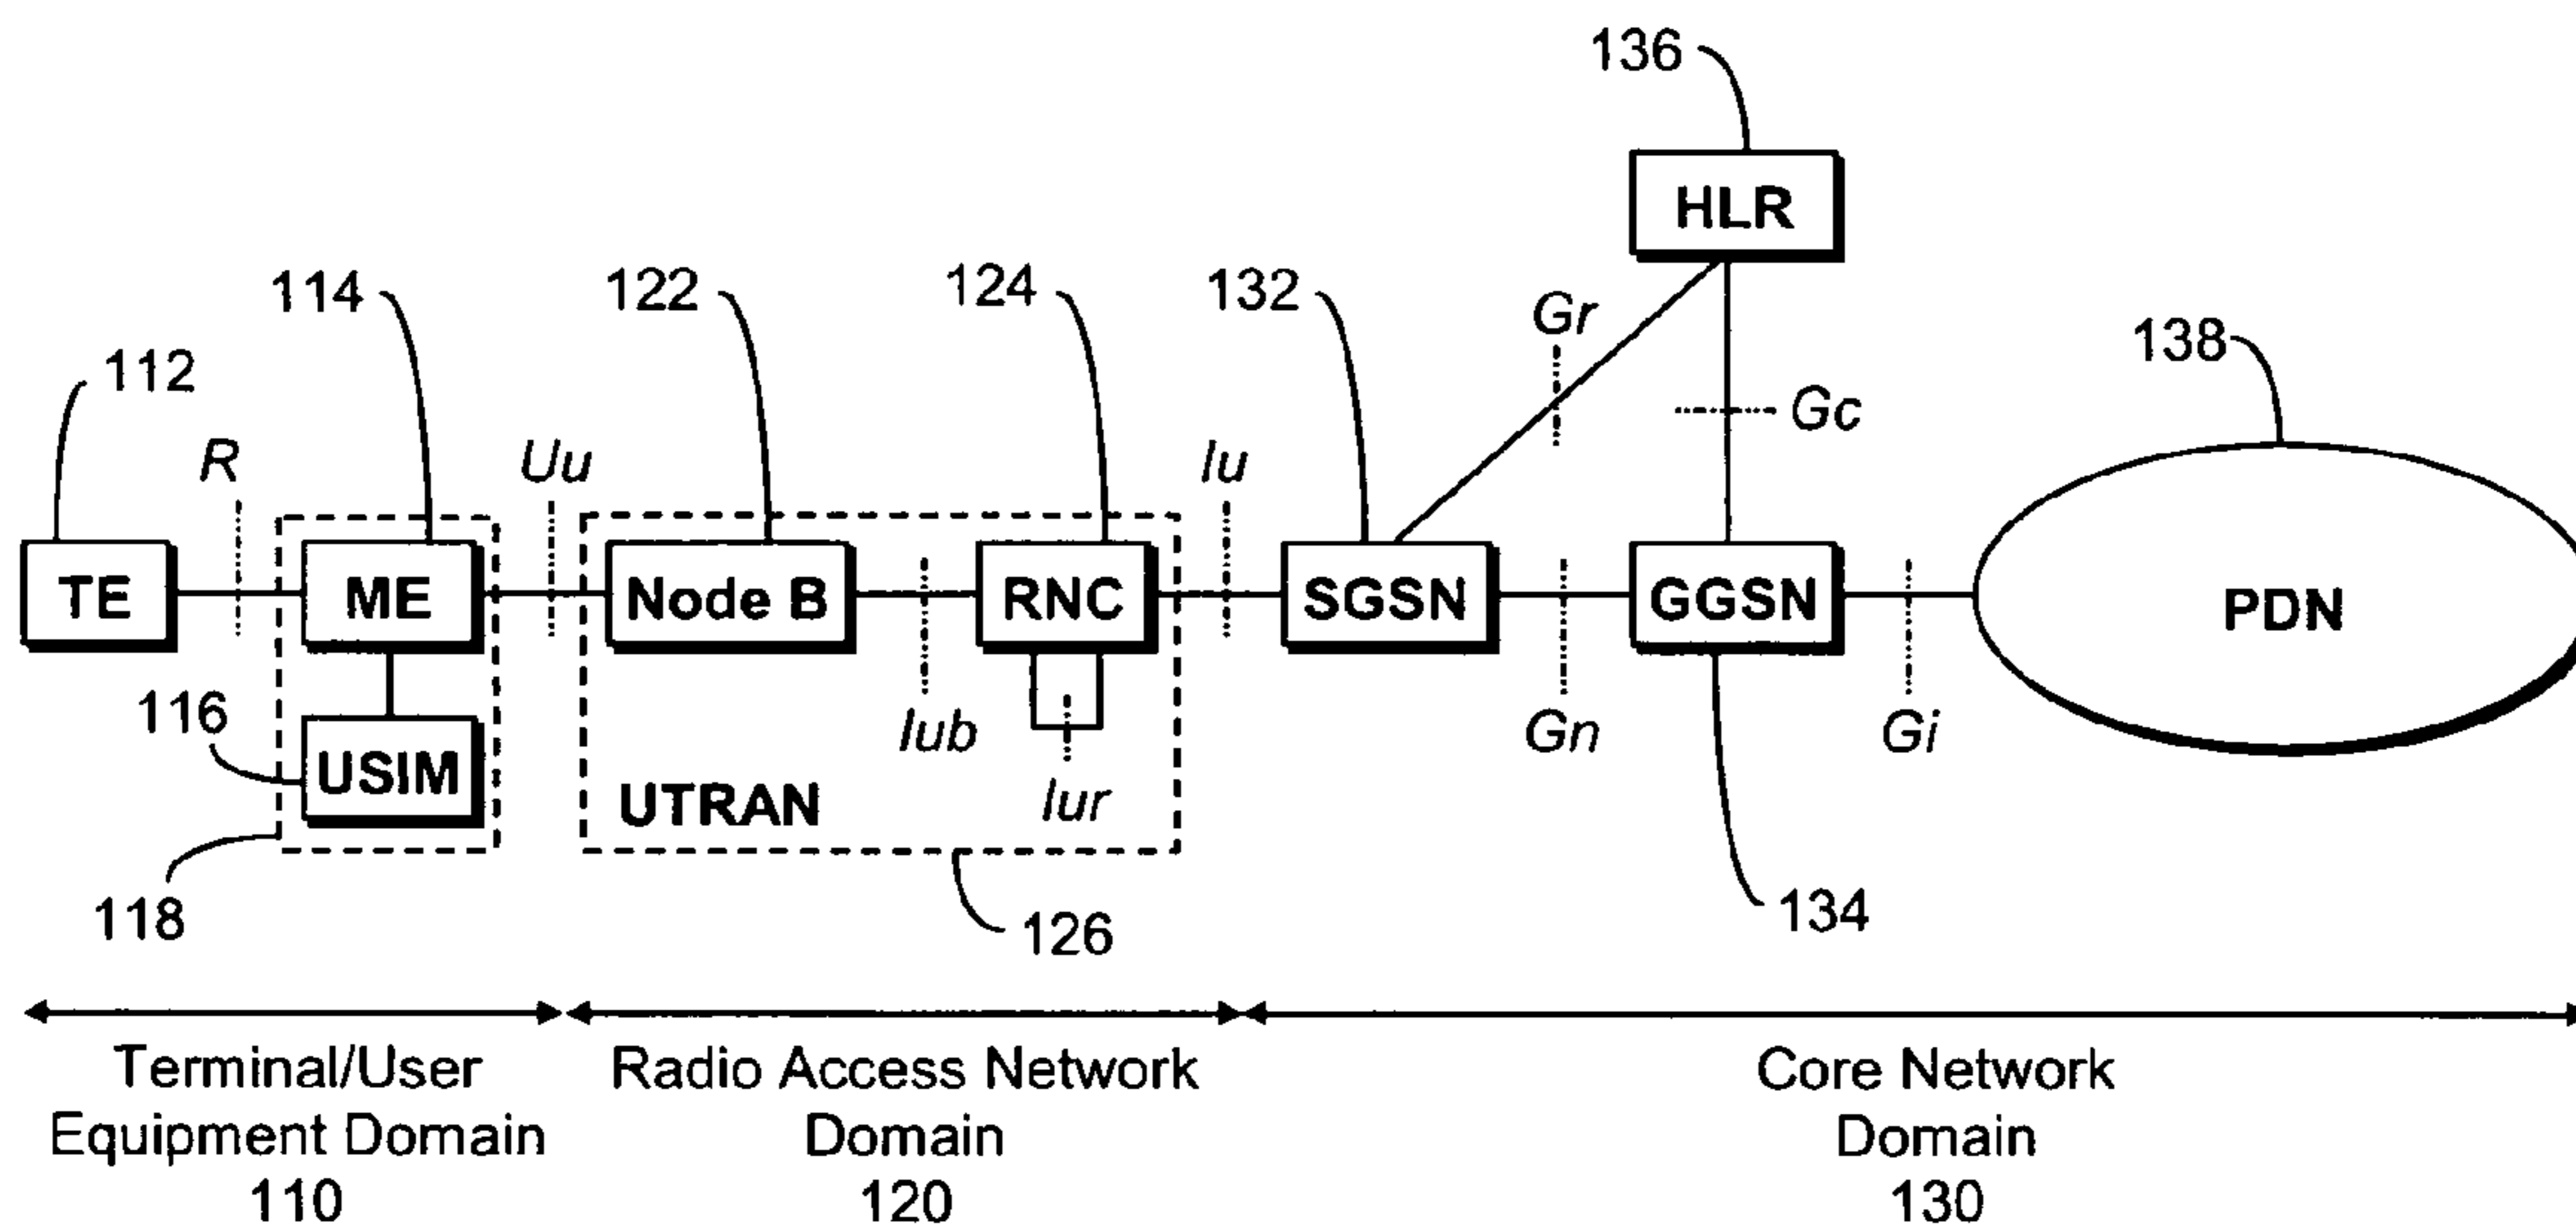 136
HLR
114
122
124
132
Gr
138
112
Gc
R
Uu
Iu
TE
ME
Node B
RNC
SGSN
GGSN
PDN
116
Iub
Gn
Gi
USIM
UTRAN
Iur
118
126
134
Terminal/User
Equipment Domain
110
Radio Access Network
Domain
120
Core Network
Domain
130